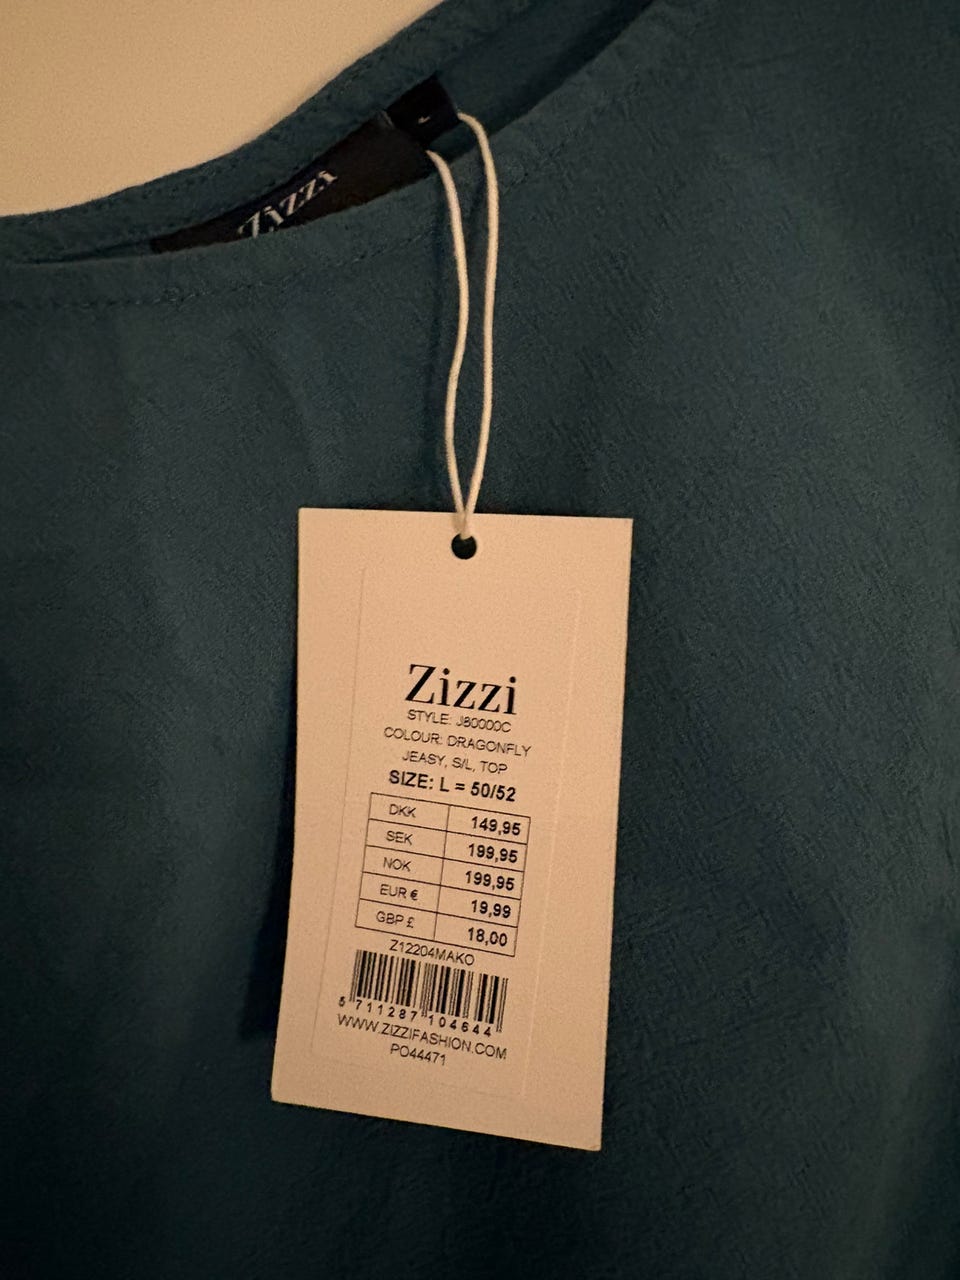 L
Zizzi
Zizzi
STYLE: J80000C
COLOUR: DRAGONFLY
JEASY, S/L, TOP
SIZE: L = 50/52
DKK 149,95
SEK 199,95
NOK 199,95
EUR € 19,99
GBP £ 18,00
Z12204MAKO
5 711287 104644
WWW.ZIZZIFASHION.COM
PO44471